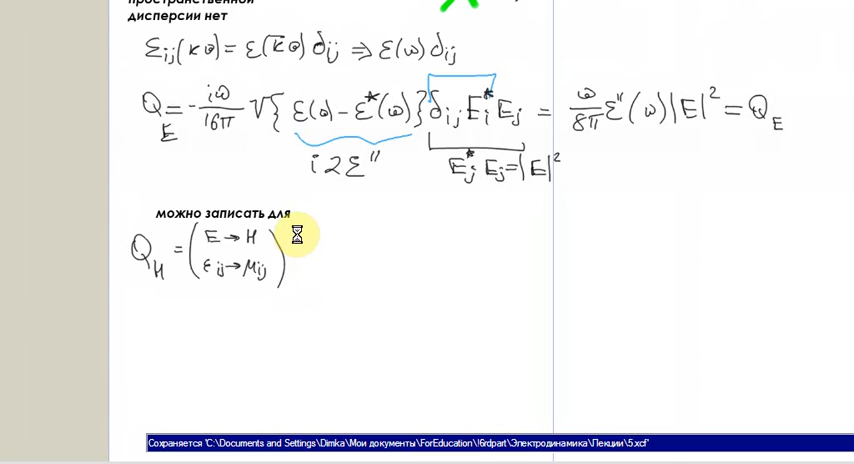 пространственной
дисперсии нет
ε_ij(kω) = ε(k̅ω)δ_ij ⇒ ε(ω)δ_ij
Q_E = - iω/16π V{ε(ω) - ε*(ω)}δ_ij E_i* E_j = ω/8π ε''(ω)|E|² = Q_E
i2ε'' E_j* E_j = |E|²
можно записать для
Q_H = (E → H
ε_ij → μ_ij)
Сохраняется 'C:\Documents and Settings\Dimka\Мои документы\ForEducation\!6rdpart\Электродинамика\Лекции\5.xcf'